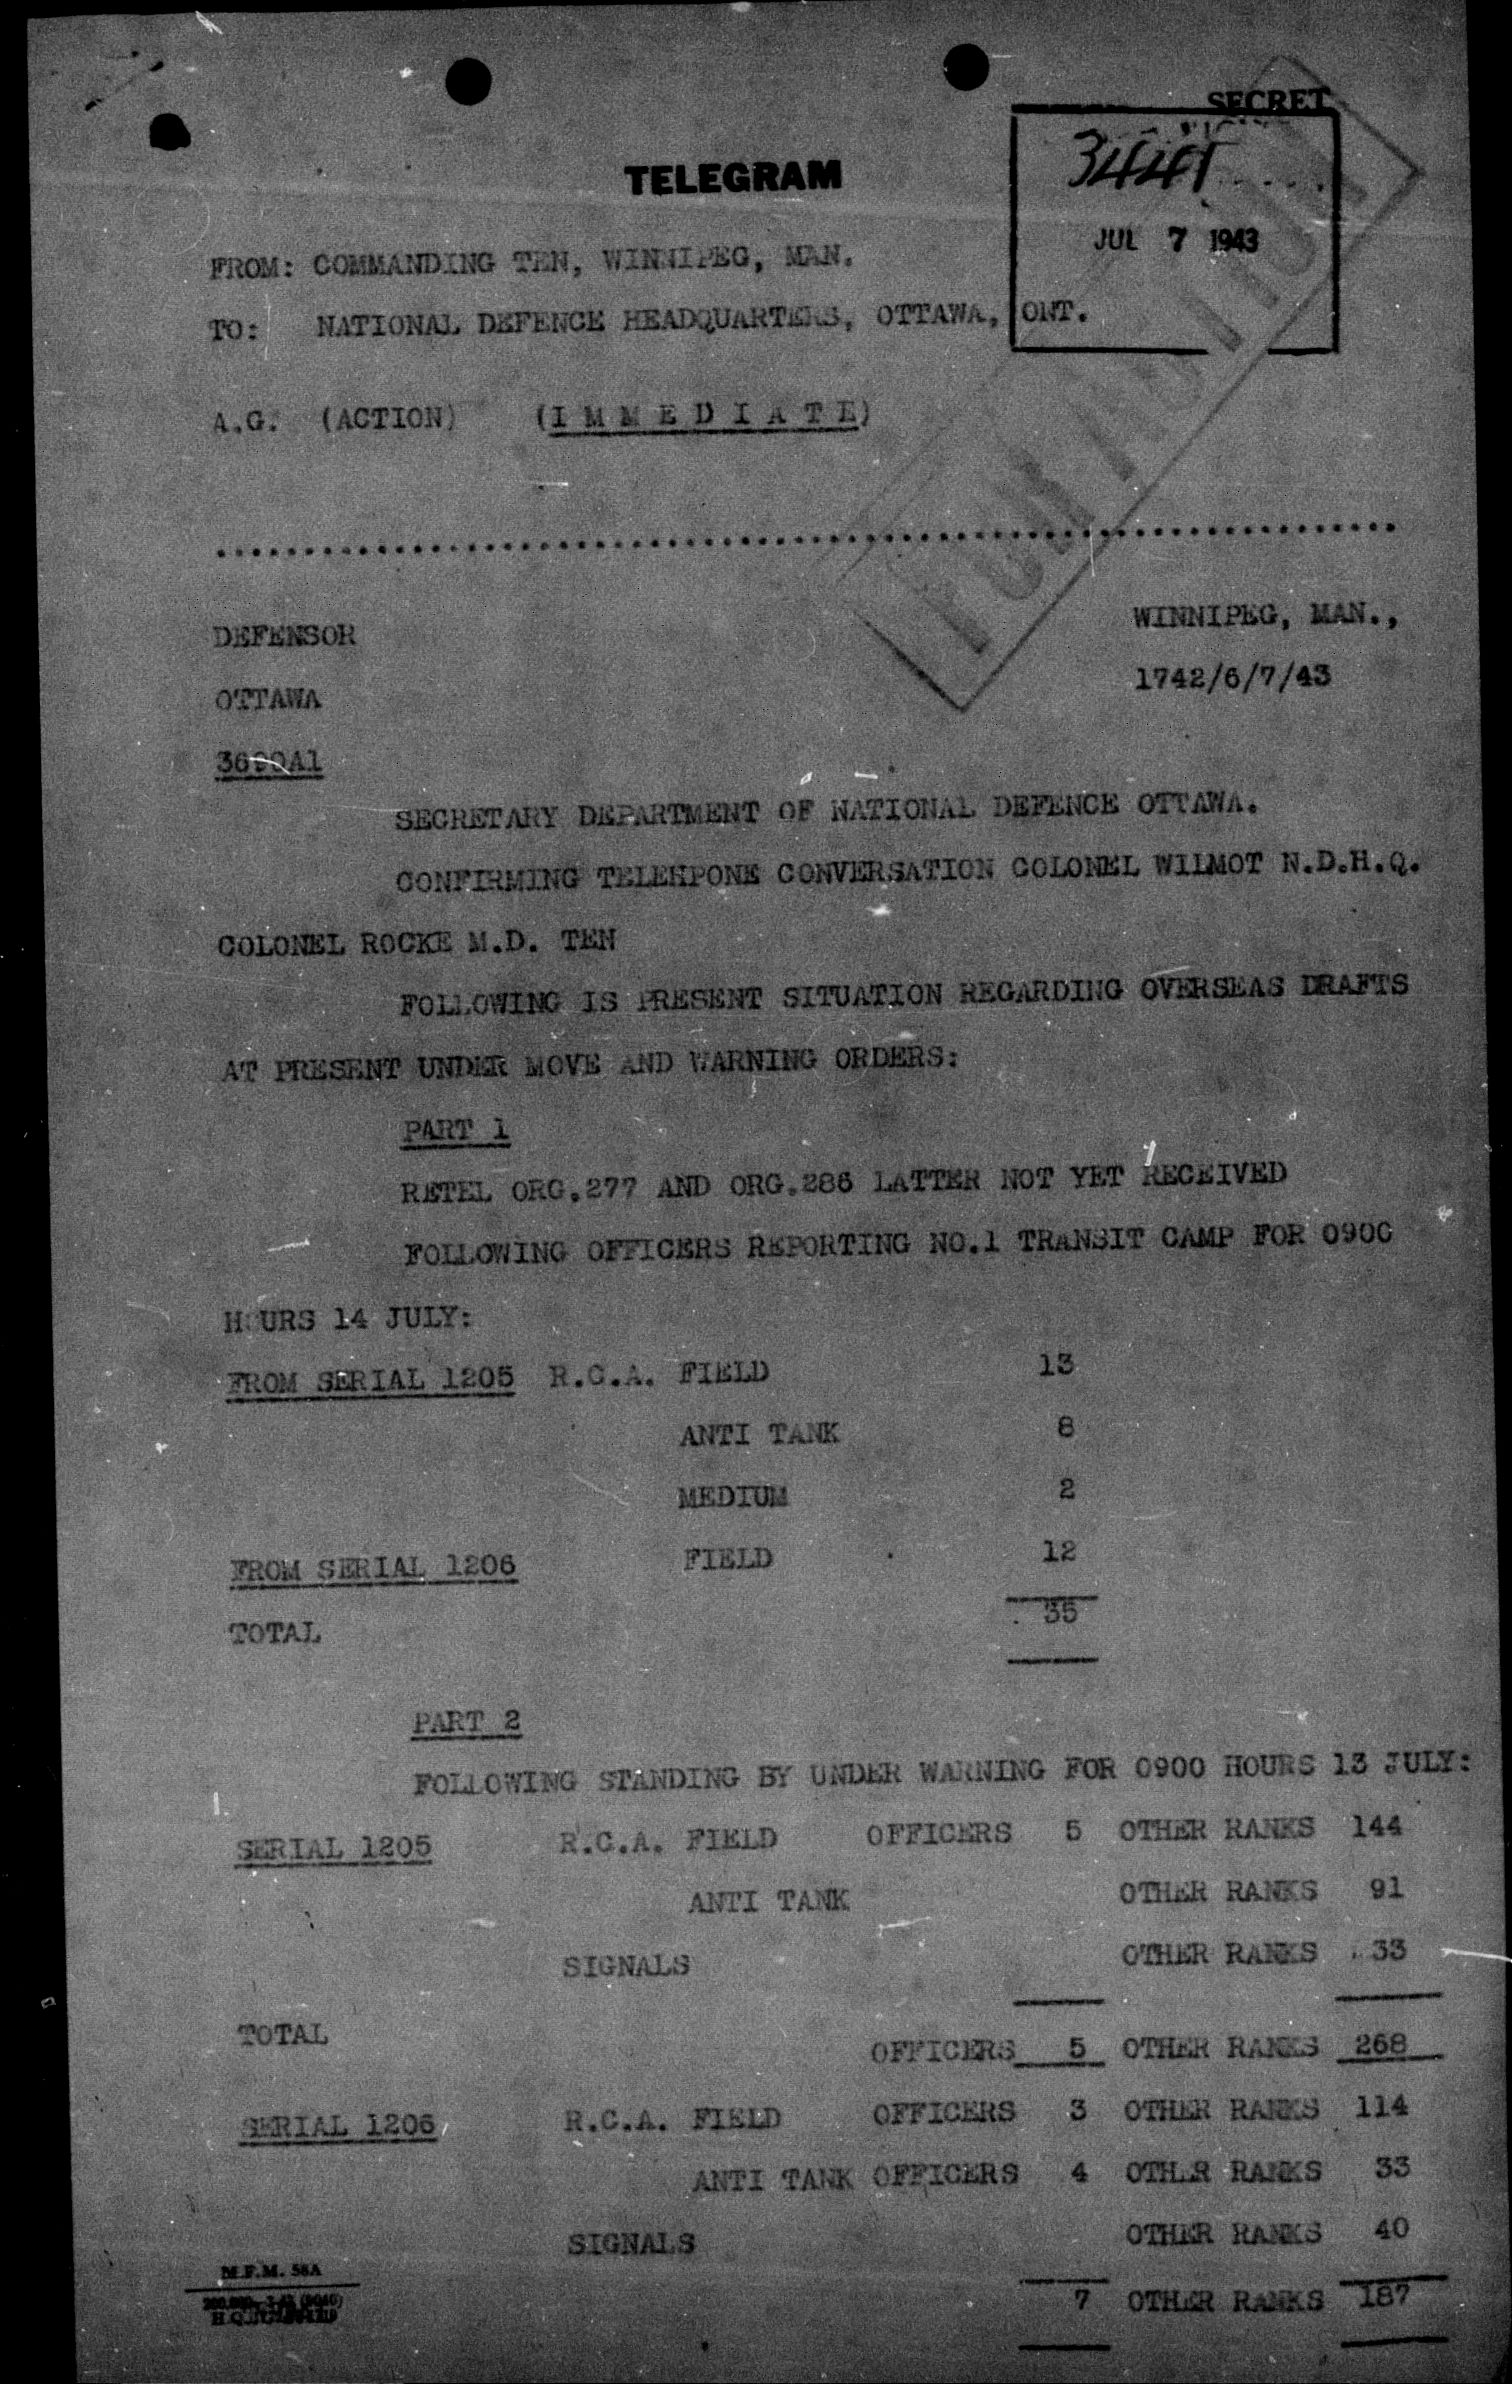 SECRET
3441
TELEGRAM
JUL 7 1943
FROM: COMMANDING TEN, WINNIPEG, MAN.
TO: NATIONAL DEFENCE HEADQUARTERS, OTTAWA, ONT.
A.G. (ACTION) (I M M E D I A T E)
FOR ACTION
DEFENSOR WINNIPEG, MAN.,
OTTAWA 1742/6/7/43
3690A1
SECRETARY DEPARTMENT OF NATIONAL DEFENCE OTTAWA.
CONFIRMING TELEHPONE CONVERSATION COLONEL WILMOT N.D.H.Q.
COLONEL ROCKE M.D. TEN
FOLLOWING IS PRESENT SITUATION REGARDING OVERSEAS DRAFTS
AT PRESENT UNDER MOVE AND WARNING ORDERS:
PART 1
RETEL ORG.277 AND ORG.286 LATTER NOT YET RECEIVED
FOLLOWING OFFICERS REPORTING NO.1 TRANSIT CAMP FOR 0900
HOURS 14 JULY:
FROM SERIAL 1205 R.C.A. FIELD 13
ANTI TANK 8
MEDIUM 2
FROM SERIAL 1206 FIELD 12
TOTAL 35
PART 2
FOLLOWING STANDING BY UNDER WARNING FOR 0900 HOURS 13 JULY:
SERIAL 1205 R.C.A. FIELD OFFICERS 5 OTHER RANKS 144
ANTI TANK OTHER RANKS 91
SIGNALS OTHER RANKS 33
TOTAL OFFICERS 5 OTHER RANKS 268
SERIAL 1206 R.C.A. FIELD OFFICERS 3 OTHER RANKS 114
ANTI TANK OFFICERS 4 OTHER RANKS 33
SIGNALS OTHER RANKS 40
7 OTHER RANKS 187
M.F.M. 58A